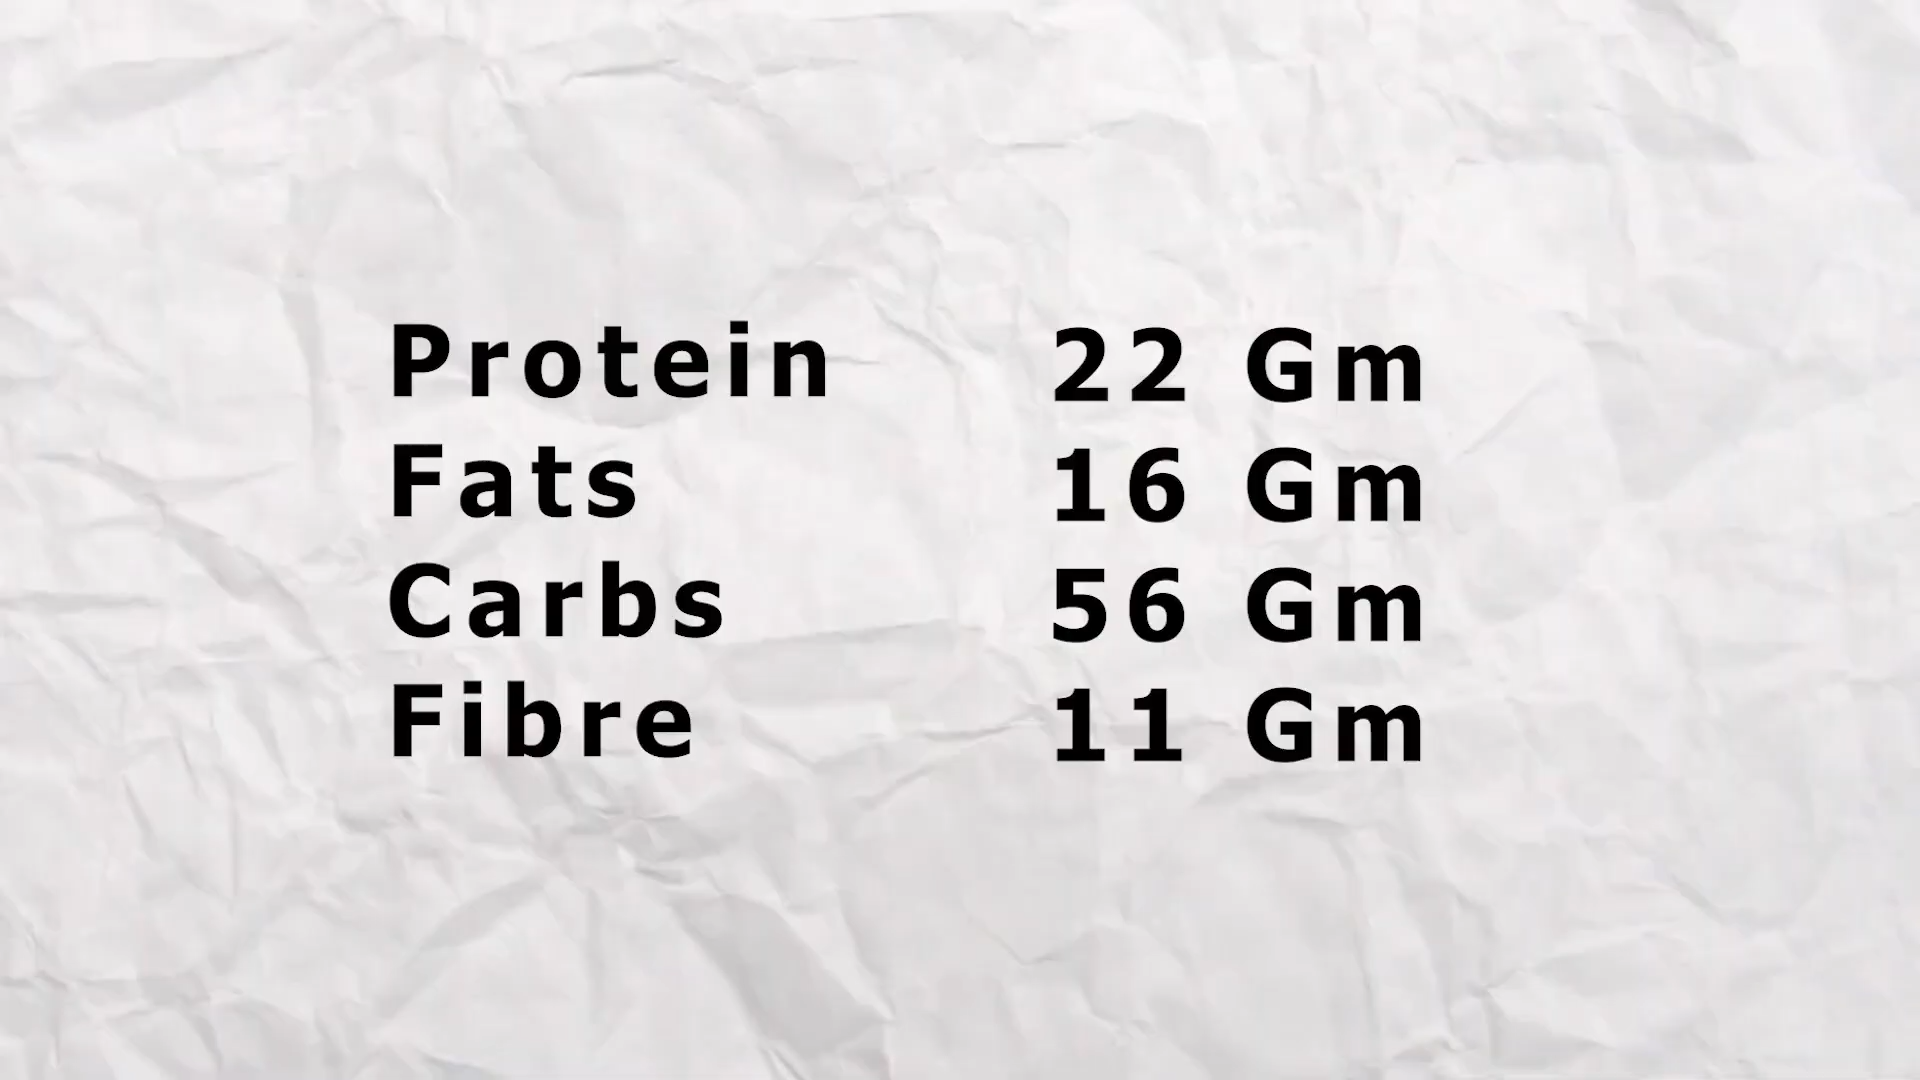 Protein 22 Gm
Fats 16 Gm
Carbs 56 Gm
Fibre 11 Gm